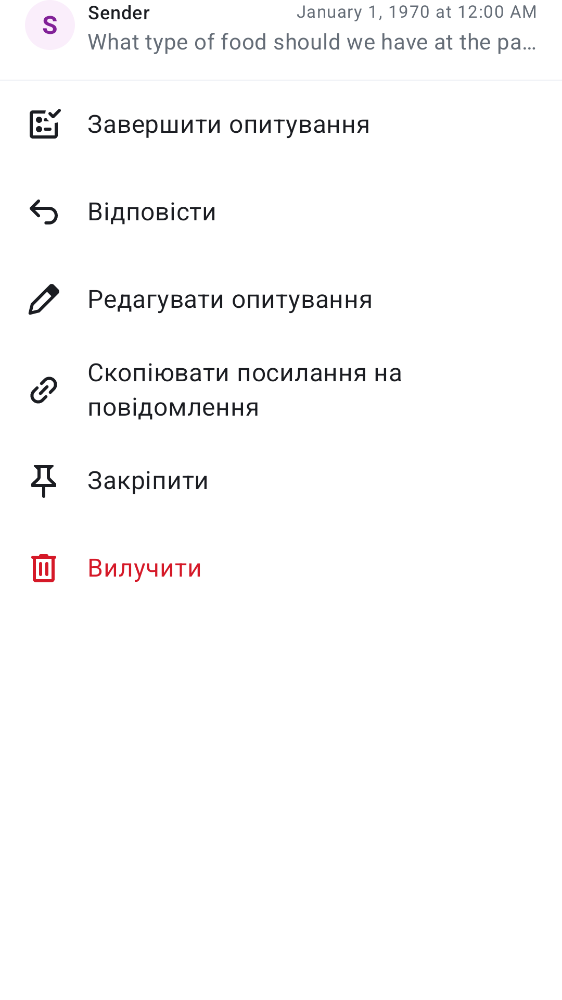 S
Sender
January 1, 1970 at 12:00 AM
What type of food should we have at the pa…
Завершити опитування
Відповісти
Редагувати опитування
Скопіювати посилання на
повідомлення
Закріпити
Вилучити